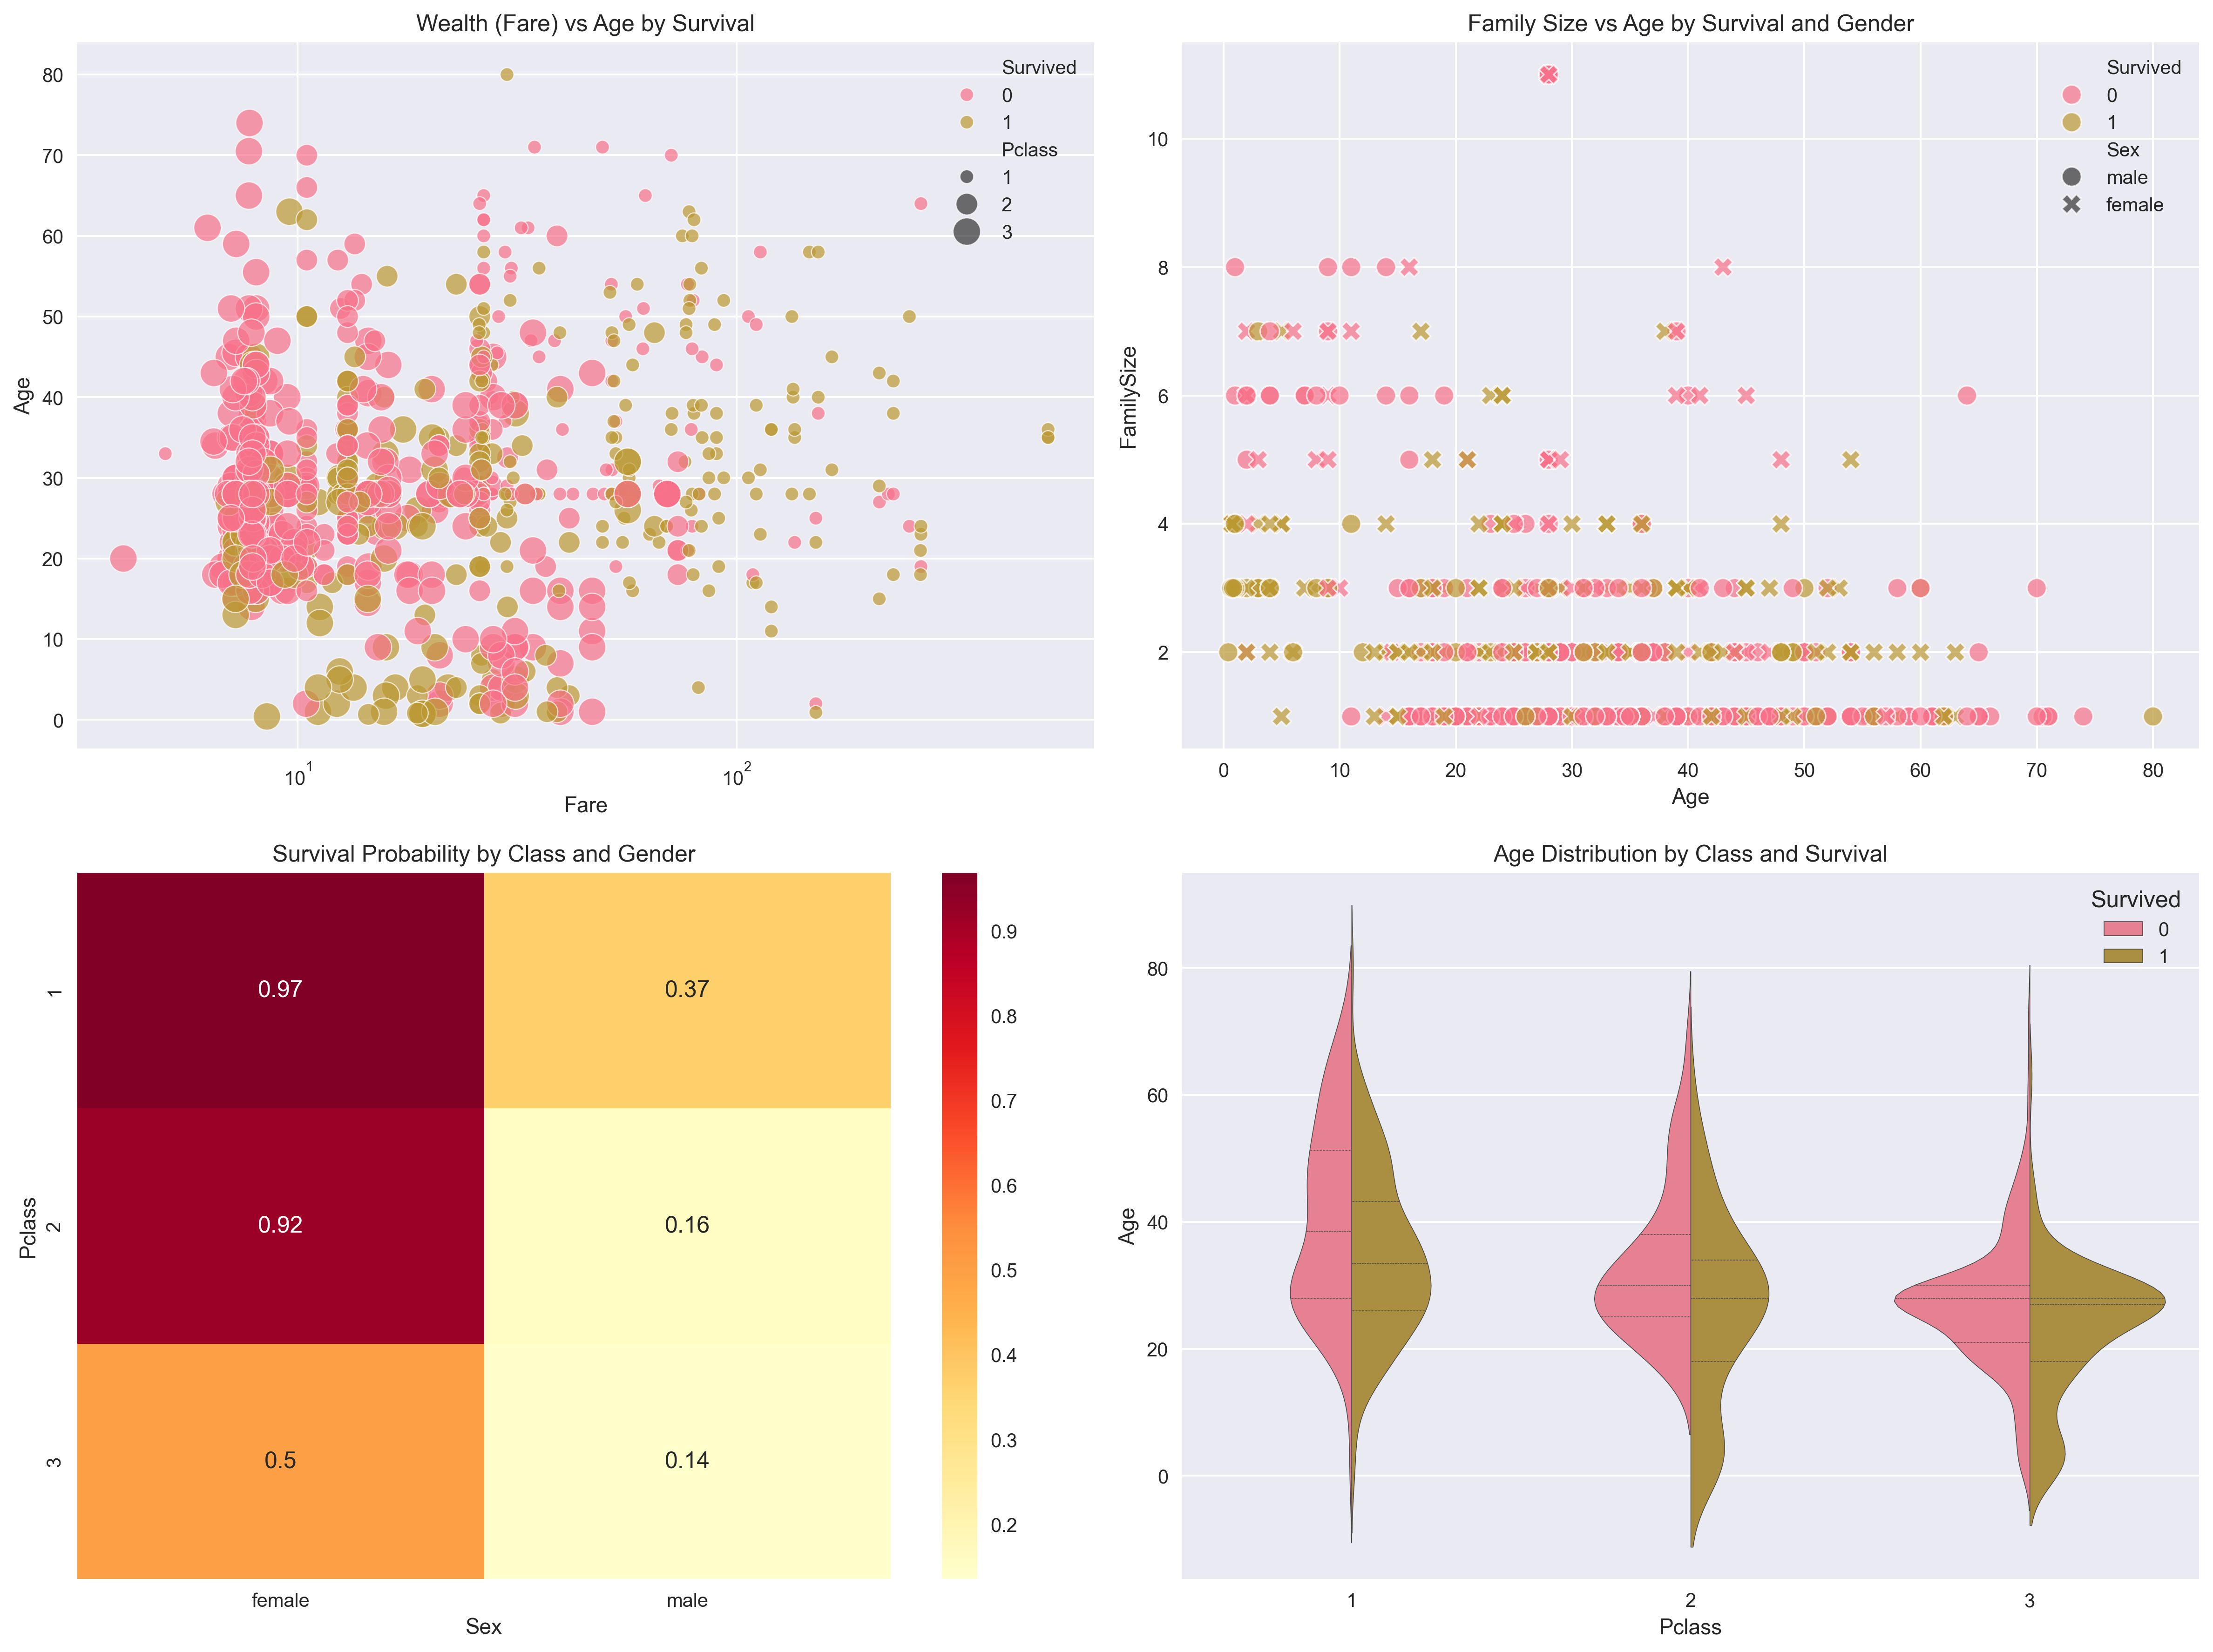 Wealth (Fare) vs Age by Survival
80
70
60
50
40
30
20
10
0
Age
10^1
10^2
Fare
Survived
0
1
Pclass
1
2
3
Family Size vs Age by Survival and Gender
10
8
6
4
2
FamilySize
0
10
20
30
40
50
60
70
80
Age
Survived
0
1
Sex
male
female
Survival Probability by Class and Gender
1
2
3
Pclass
0.97
0.37
0.92
0.16
0.5
0.14
female
male
Sex
0.9
0.8
0.7
0.6
0.5
0.4
0.3
0.2
Age Distribution by Class and Survival
80
60
40
20
0
Age
1
2
3
Pclass
Survived
0
1